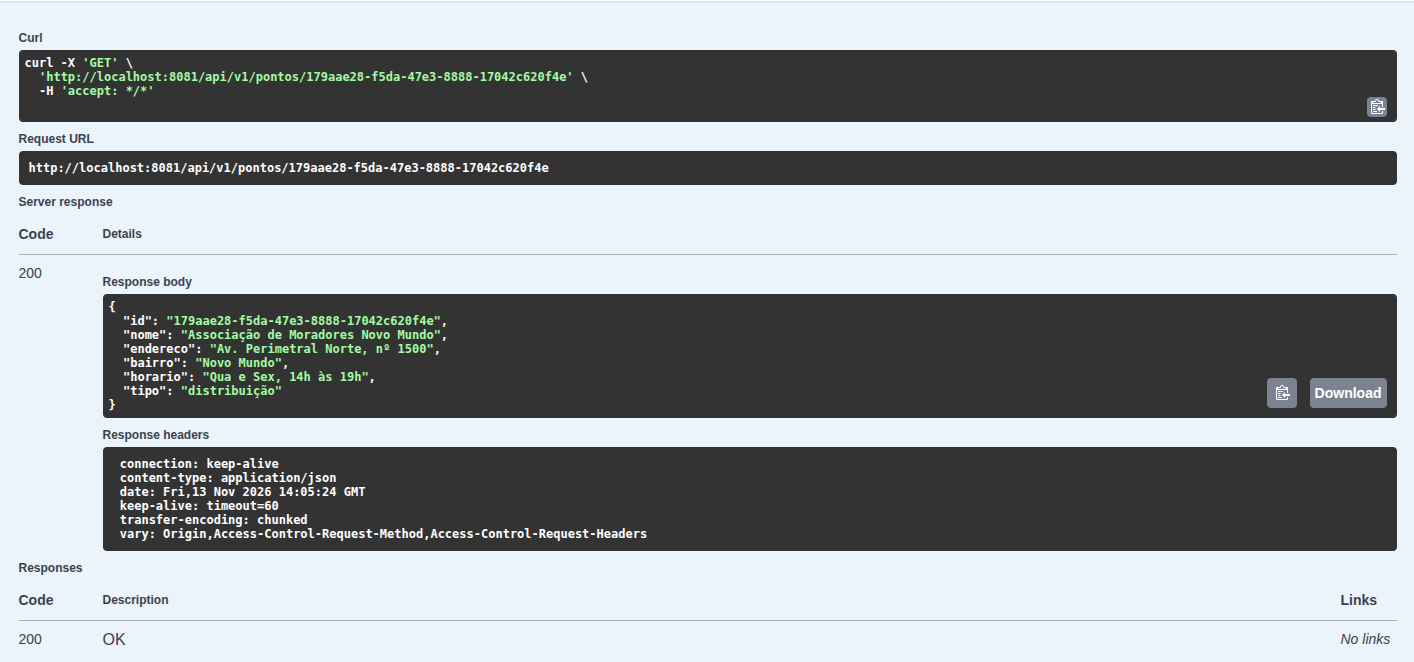 Curl
curl -X 'GET' \
  'http://localhost:8081/api/v1/pontos/179aae28-f5da-47e3-8888-17042c620f4e' \
  -H 'accept: */*'
Request URL
http://localhost:8081/api/v1/pontos/179aae28-f5da-47e3-8888-17042c620f4e
Server response
Code Details
200
Response body
{
  "id": "179aae28-f5da-47e3-8888-17042c620f4e",
  "nome": "Associação de Moradores Novo Mundo",
  "endereco": "Av. Perimetral Norte, nº 1500",
  "bairro": "Novo Mundo",
  "horario": "Qua e Sex, 14h às 19h",
  "tipo": "distribuição"
}
Download
Response headers
connection: keep-alive
content-type: application/json
date: Fri,13 Nov 2026 14:05:24 GMT
keep-alive: timeout=60
transfer-encoding: chunked
vary: Origin,Access-Control-Request-Method,Access-Control-Request-Headers
Responses
Code Description Links
200 OK No links